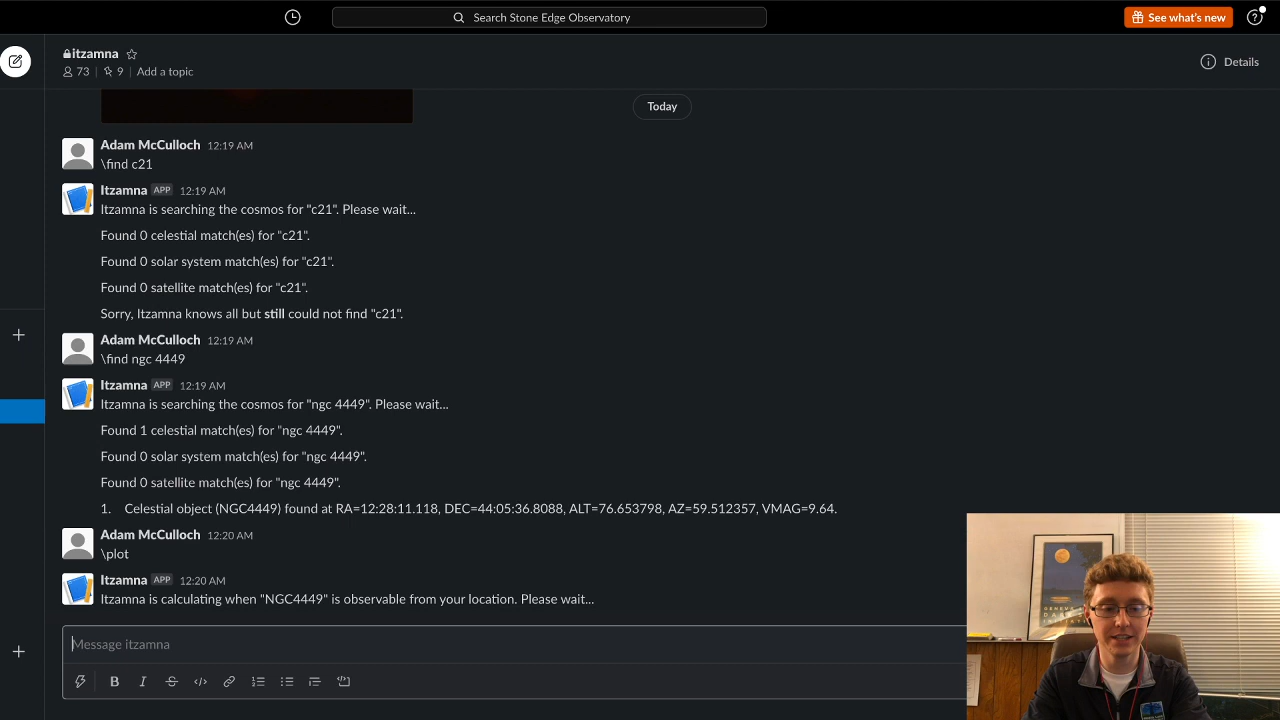 Search Stone Edge Observatory
See what's new
itzamna
73
9
Add a topic
Details
Today
Adam McCulloch 12:19 AM
\find c21
Itzamna APP 12:19 AM
Itzamna is searching the cosmos for "c21". Please wait...
Found 0 celestial match(es) for "c21".
Found 0 solar system match(es) for "c21".
Found 0 satellite match(es) for "c21".
Sorry, Itzamna knows all but still could not find "c21".
Adam McCulloch 12:19 AM
\find ngc 4449
Itzamna APP 12:19 AM
Itzamna is searching the cosmos for "ngc 4449". Please wait...
Found 1 celestial match(es) for "ngc 4449".
Found 0 solar system match(es) for "ngc 4449".
Found 0 satellite match(es) for "ngc 4449".
1. Celestial object (NGC4449) found at RA=12:28:11.118, DEC=44:05:36.8088, ALT=76.653798, AZ=59.512357, VMAG=9.64.
Adam McCulloch 12:20 AM
\plot
Itzamna APP 12:20 AM
Itzamna is calculating when "NGC4449" is observable from your location. Please wait...
Message itzamna
B I S